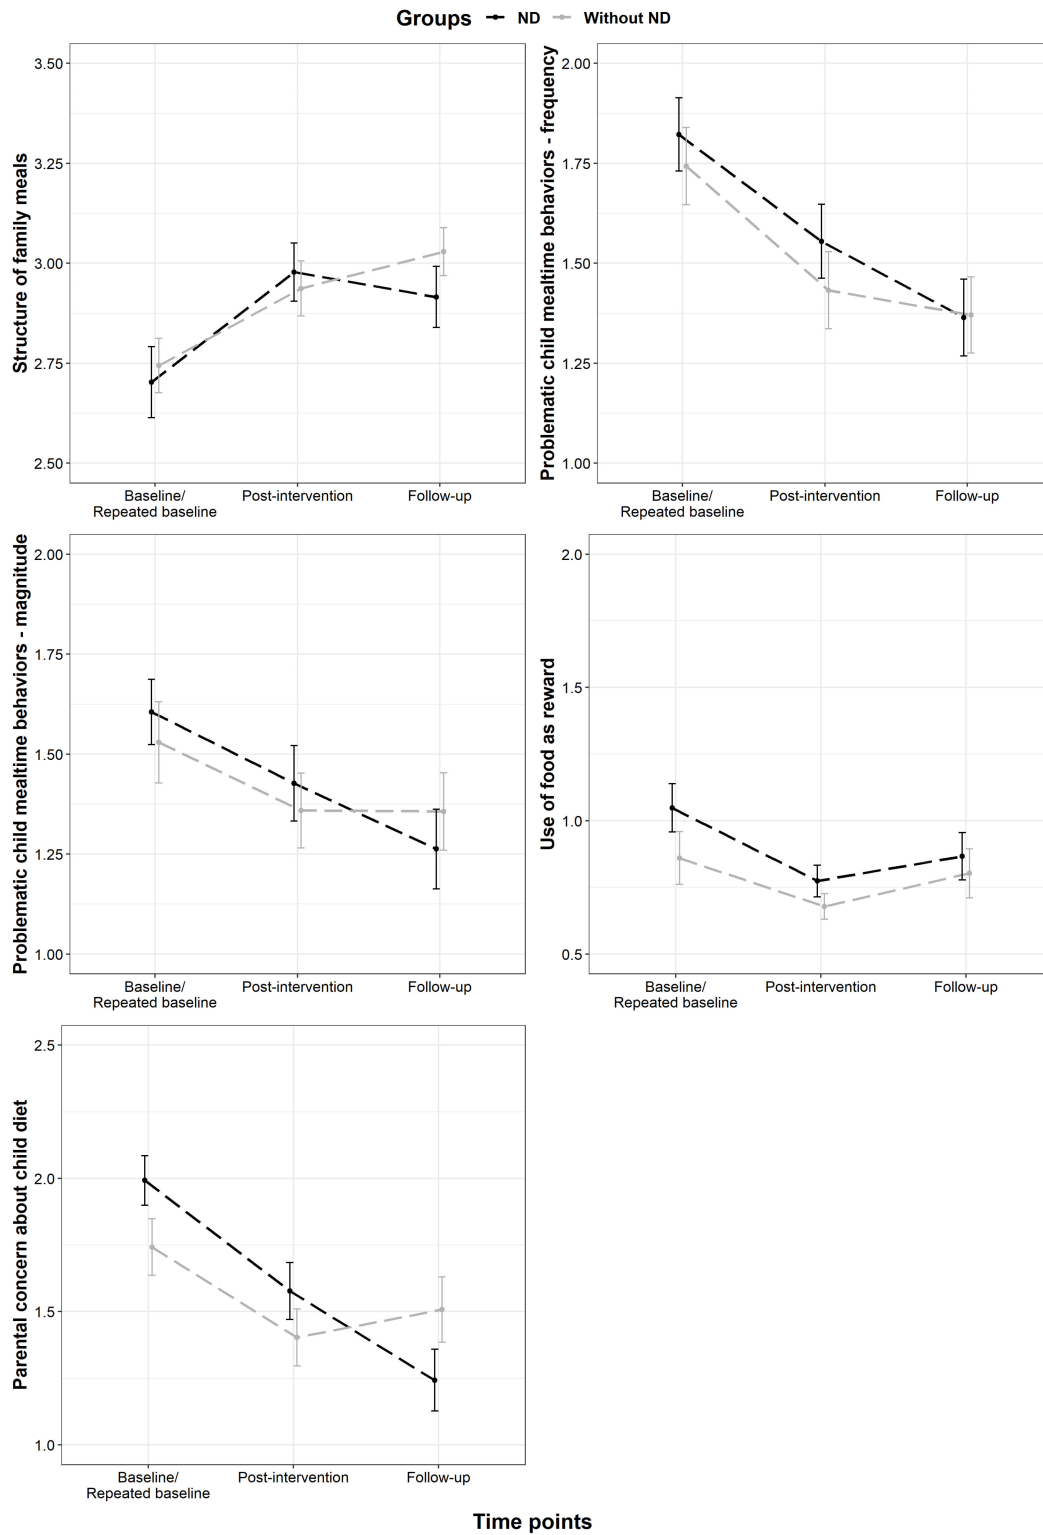 Groups ND Without ND
Structure of family meals
3.50
3.25
3.00
2.75
2.50
Baseline/ Post-intervention Follow-up
Repeated baseline
Problematic child mealtime behaviors - frequency
2.00
1.75
1.50
1.25
1.00
Baseline/ Post-intervention Follow-up
Repeated baseline
Problematic child mealtime behaviors - magnitude
2.00
1.75
1.50
1.25
1.00
Baseline/ Post-intervention Follow-up
Repeated baseline
Use of food as reward
2.0
1.5
1.0
0.5
Baseline/ Post-intervention Follow-up
Repeated baseline
Parental concern about child diet
2.5
2.0
1.5
1.0
Baseline/ Post-intervention Follow-up
Repeated baseline
Time points